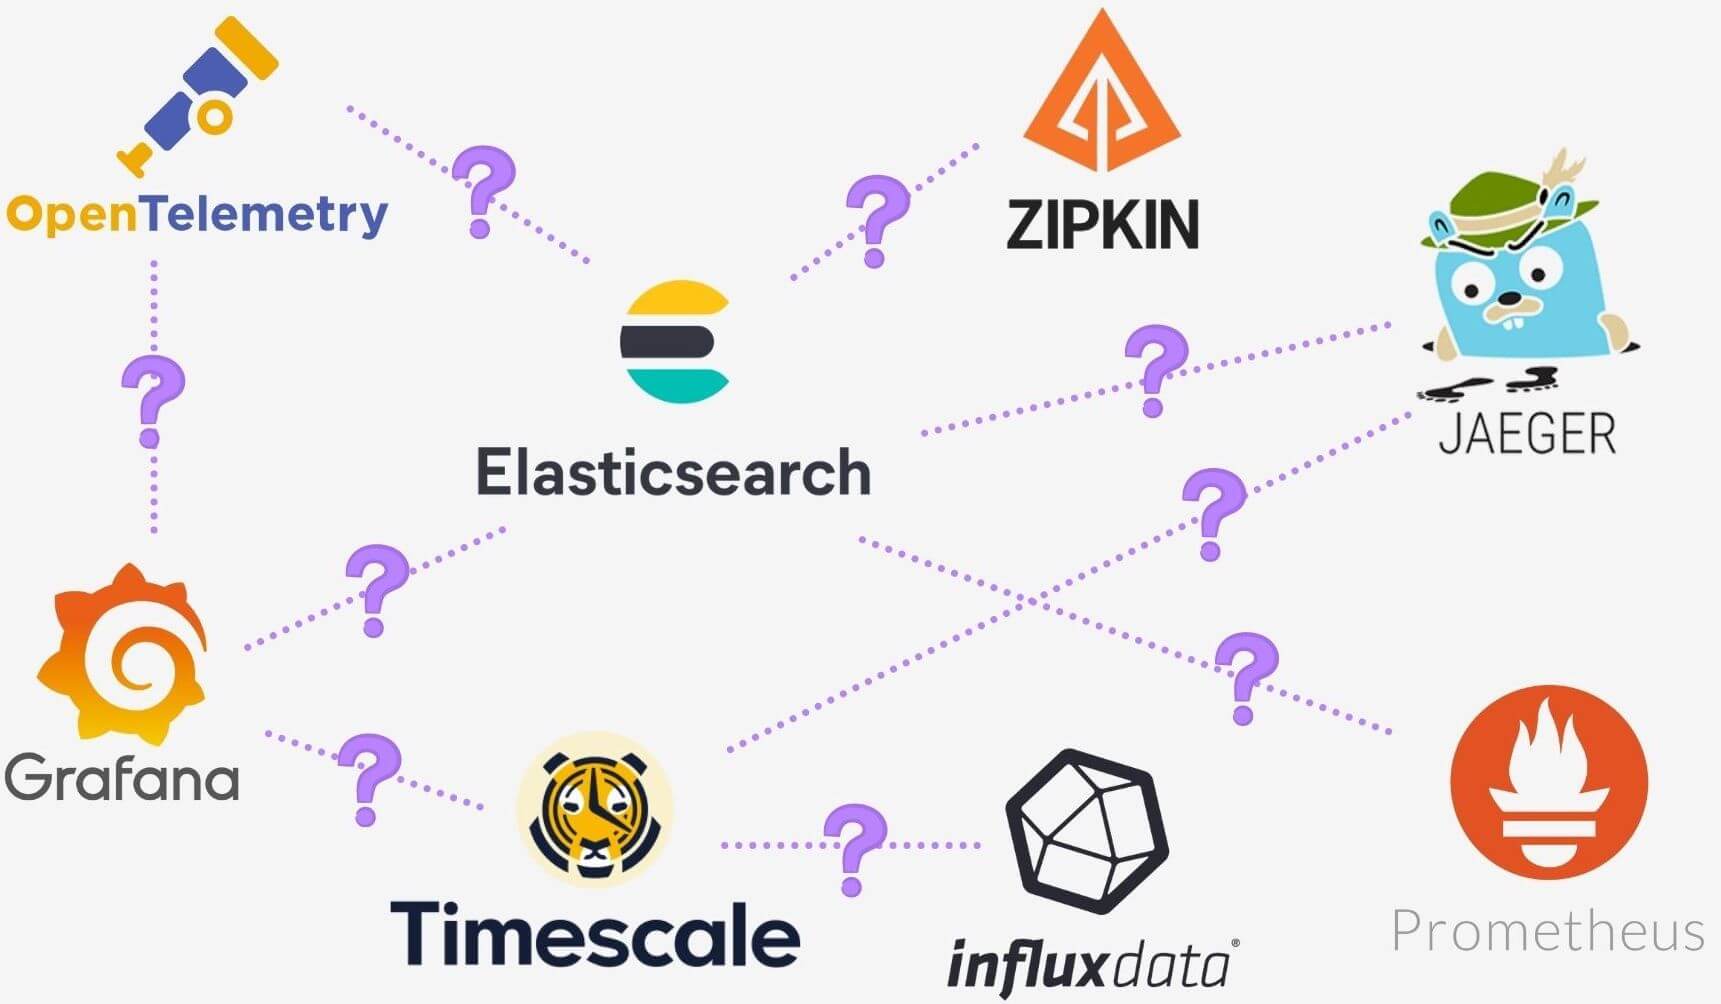 OpenTelemetry
ZIPKIN
?
?
Elasticsearch
?
JAEGER
?
?
?
Grafana
?
?
Timescale
?
influxdata®
Prometheus